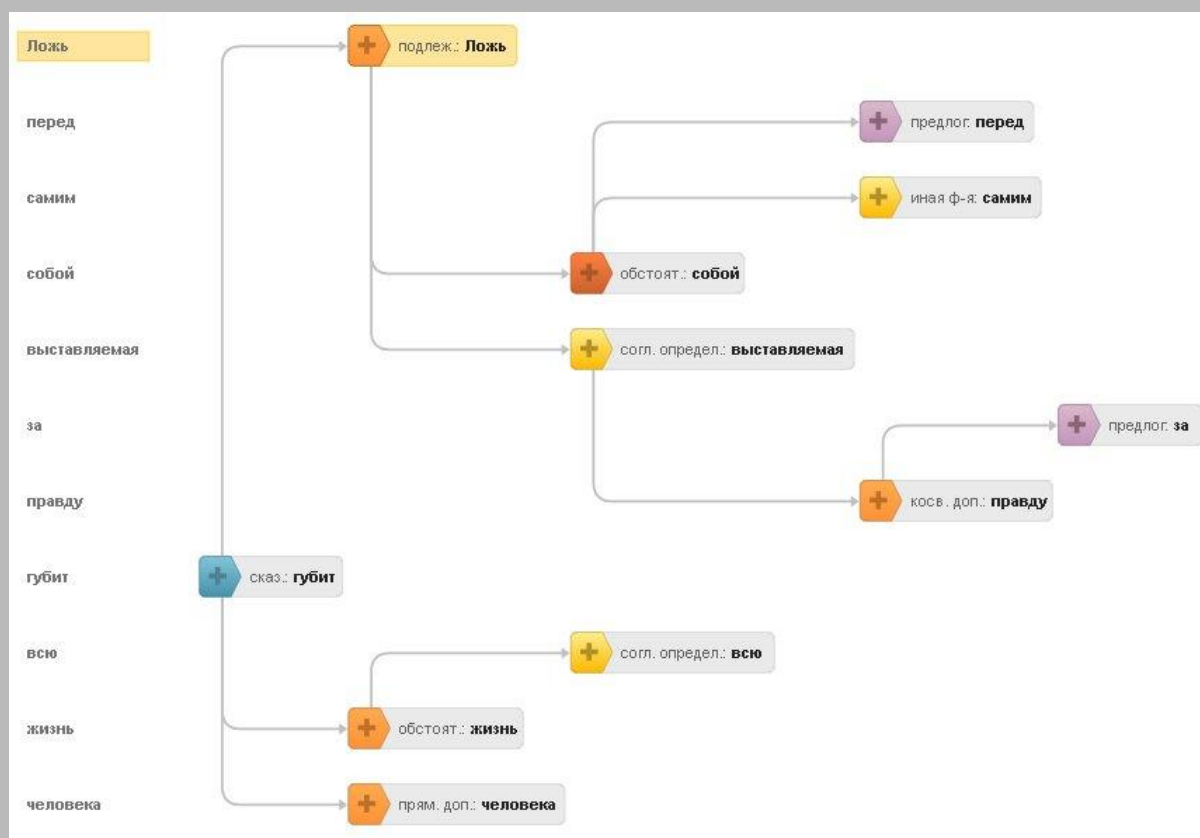 Ложь
подлеж.: Ложь
перед
предлог: перед
самим
иная ф-я: самим
собой
обстоят.: собой
выставляемая
согл. определ.: выставляемая
за
предлог: за
правду
косв. доп.: правду
губит
сказ.: губит
всю
согл. определ.: всю
жизнь
обстоят.: жизнь
человека
прям. доп.: человека